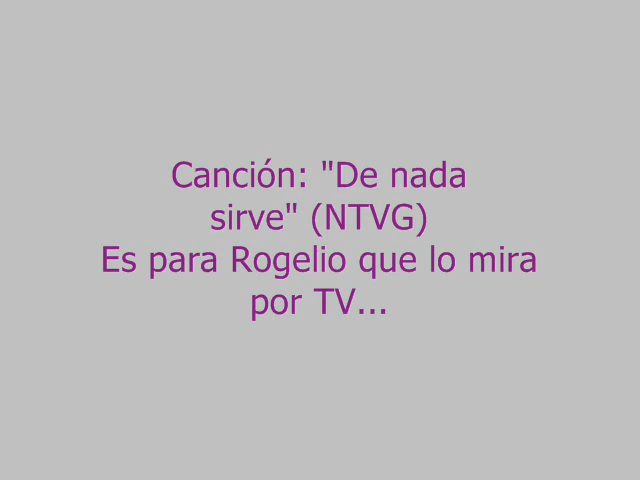 Canción: "De nada
sirve" (NTVG)
Es para Rogelio que lo mira
por TV...